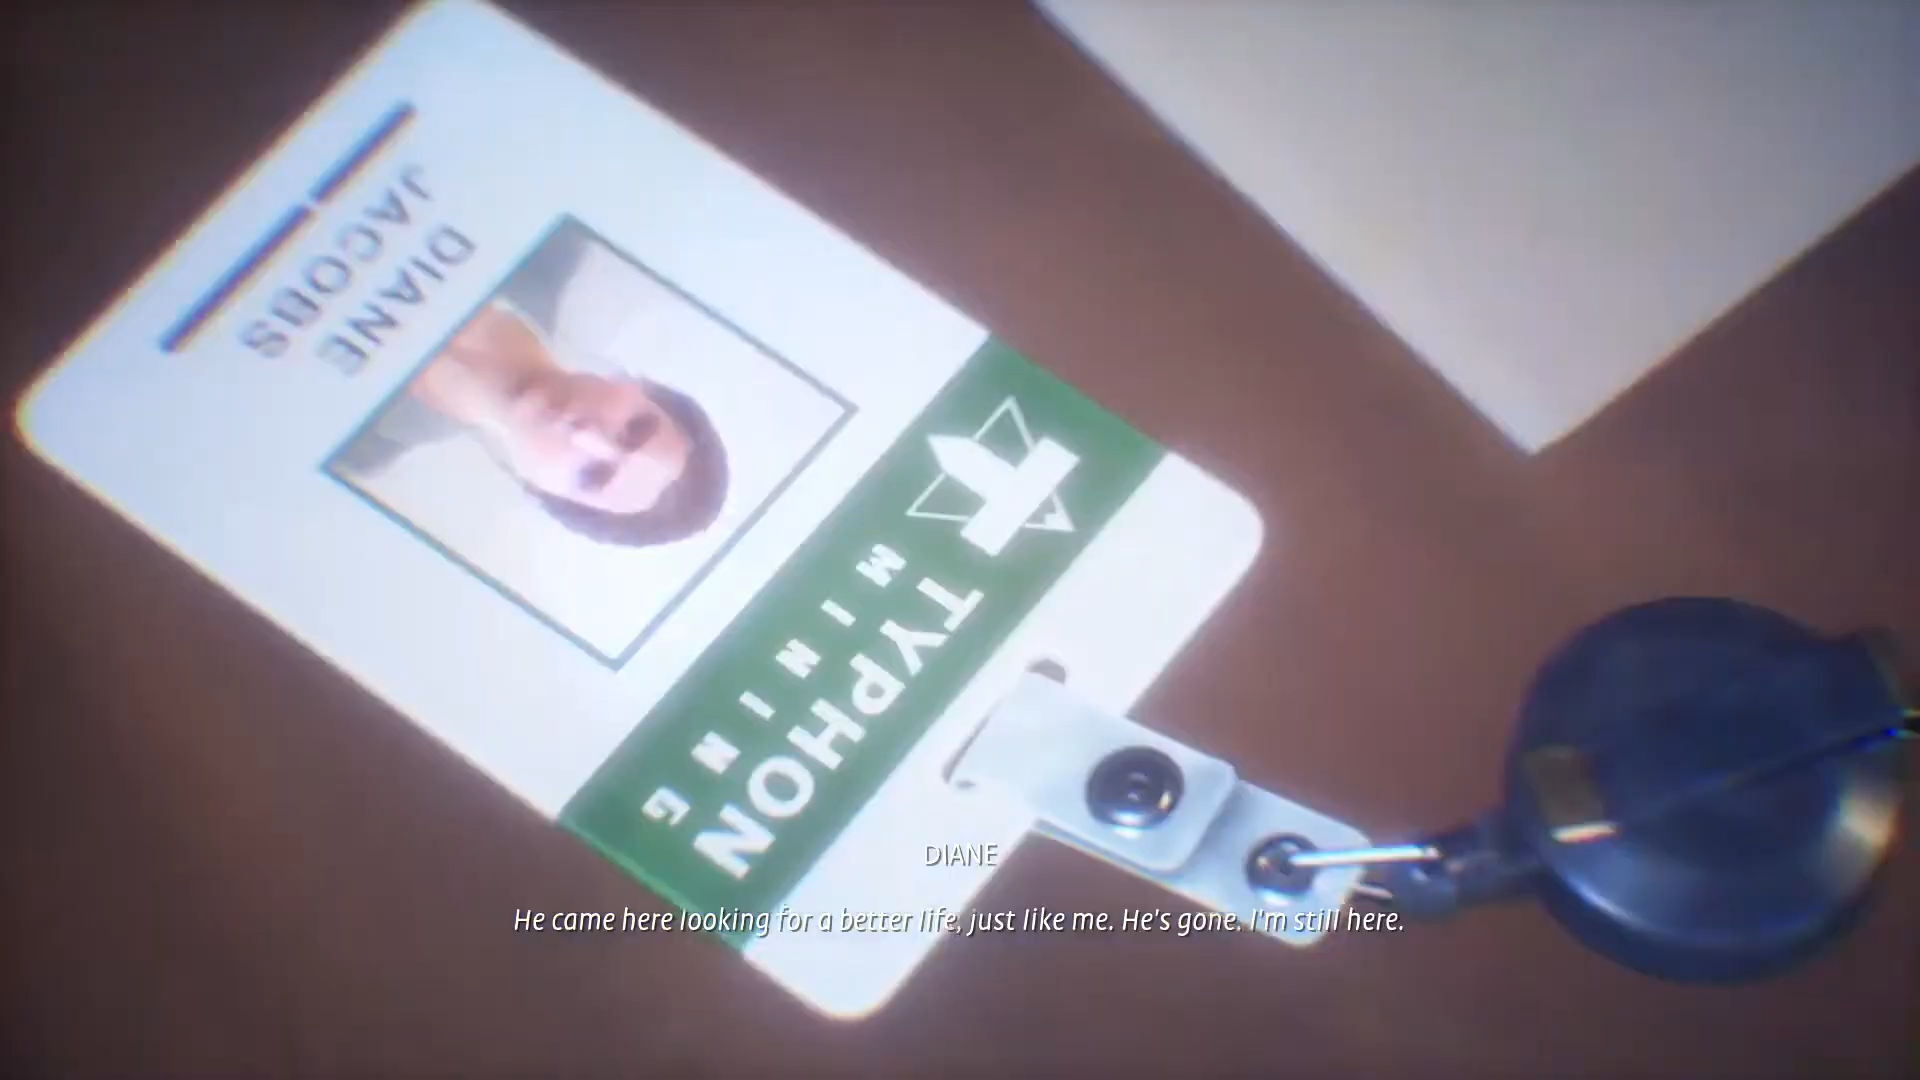 TYPHON
MINING
DIANE
JACOBS
DIANE
He came here looking for a better life, just like me. He's gone. I'm still here.